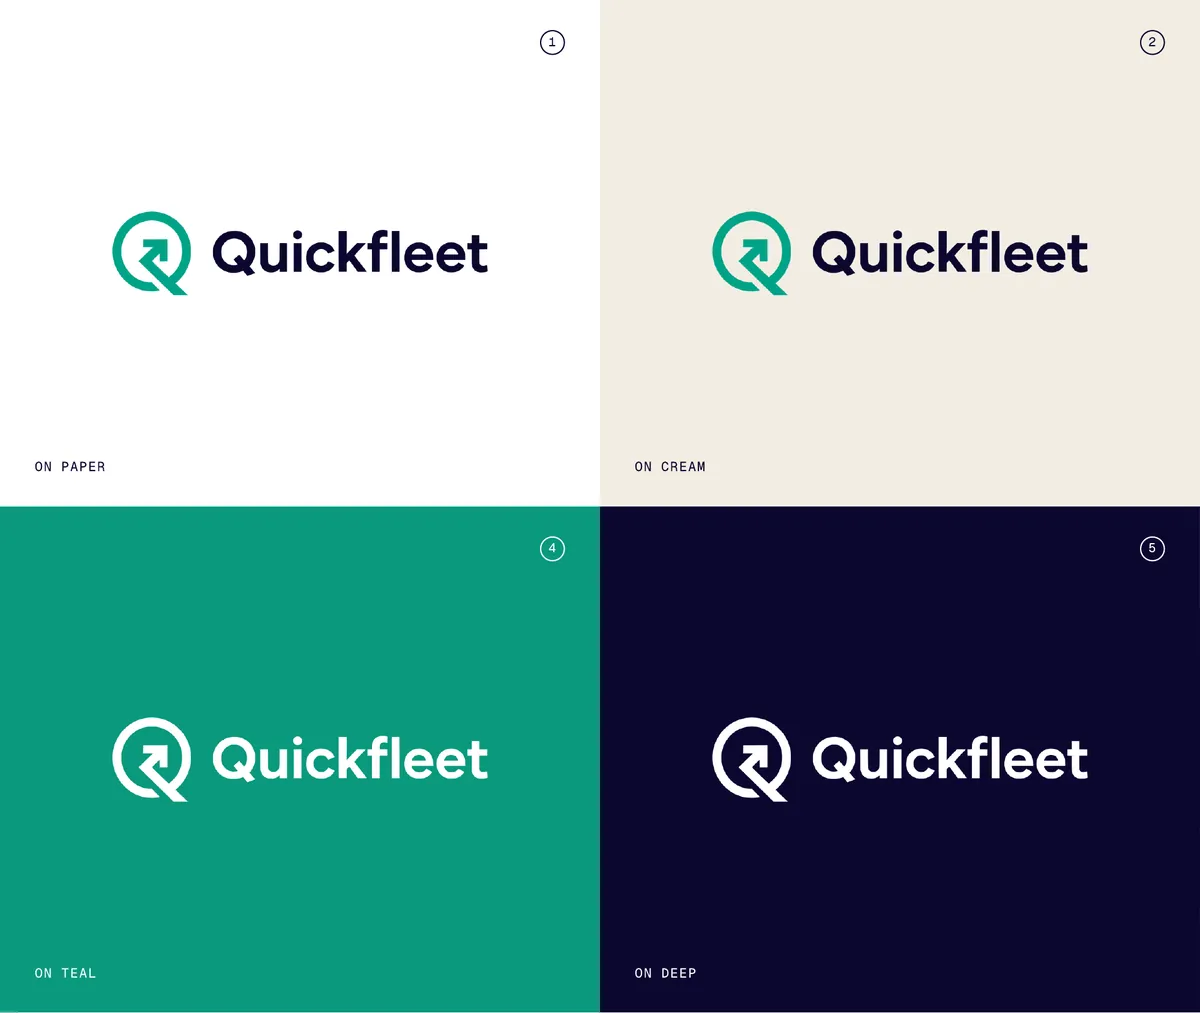 1
Quickfleet
ON PAPER
2
Quickfleet
ON CREAM
4
Quickfleet
ON TEAL
5
Quickfleet
ON DEEP